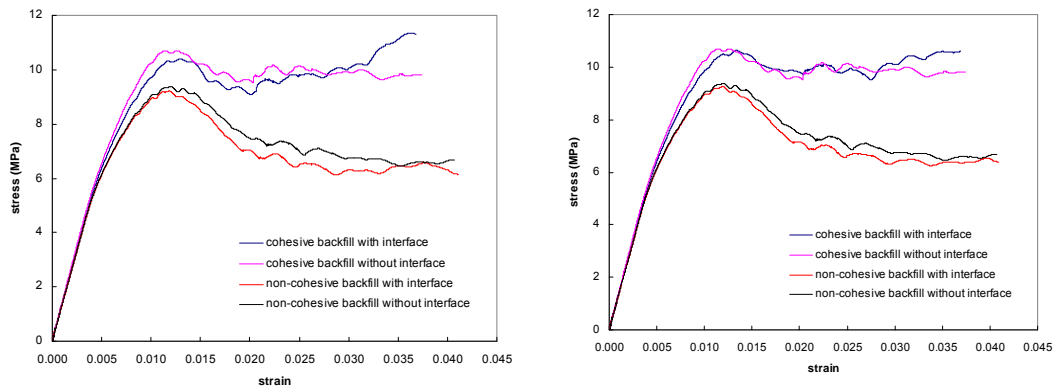 12
10
8
6
4
2
0
stress (MPa)
cohesive backfill with interface
cohesive backfill without interface
non-cohesive backfill with interface
non-cohesive backfill without interface
0.000 0.005 0.010 0.015 0.020 0.025 0.030 0.035 0.040 0.045
strain
12
10
8
6
4
2
0
stress (MPa)
cohesive backfill with interface
cohesive backfill without interface
non-cohesive backfill with interface
non-cohesive backfill without interface
0.000 0.005 0.010 0.015 0.020 0.025 0.030 0.035 0.040 0.045
strain